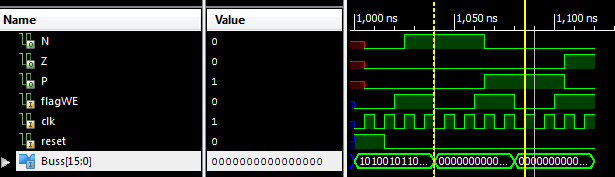 Name Value 1,000 ns 1,050 ns 1,100 ns
N 0
Z 0
P 1
flagWE 0
clk 1
reset 0
Buss[15:0] 0000000000000000 1010010110... 0000000000... 0000000000...